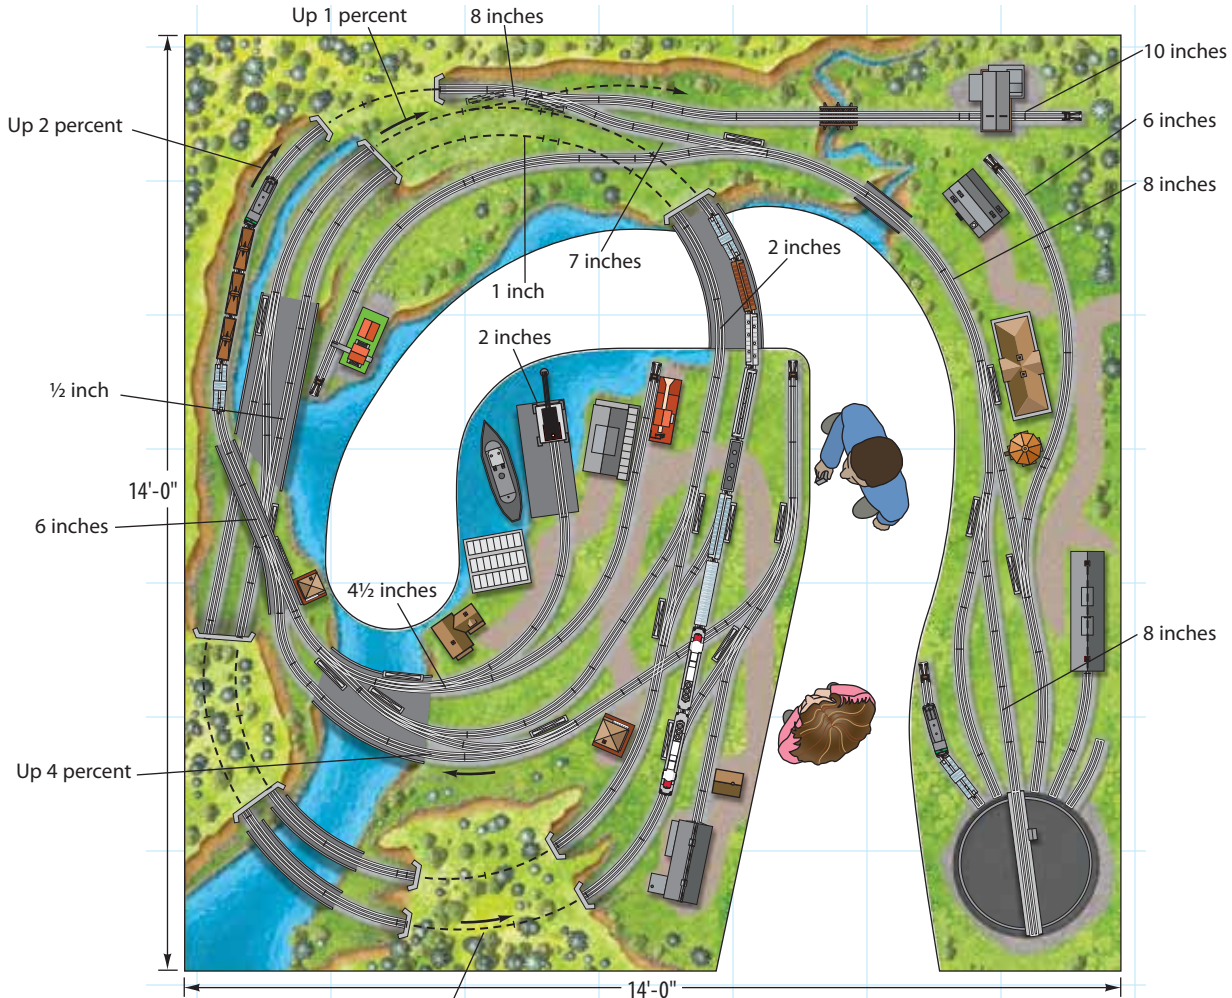 Up 1 percent
8 inches
10 inches
Up 2 percent
6 inches
8 inches
7 inches
2 inches
1 inch
2 inches
½ inch
14'-0"
6 inches
4½ inches
8 inches
Up 4 percent
14'-0"